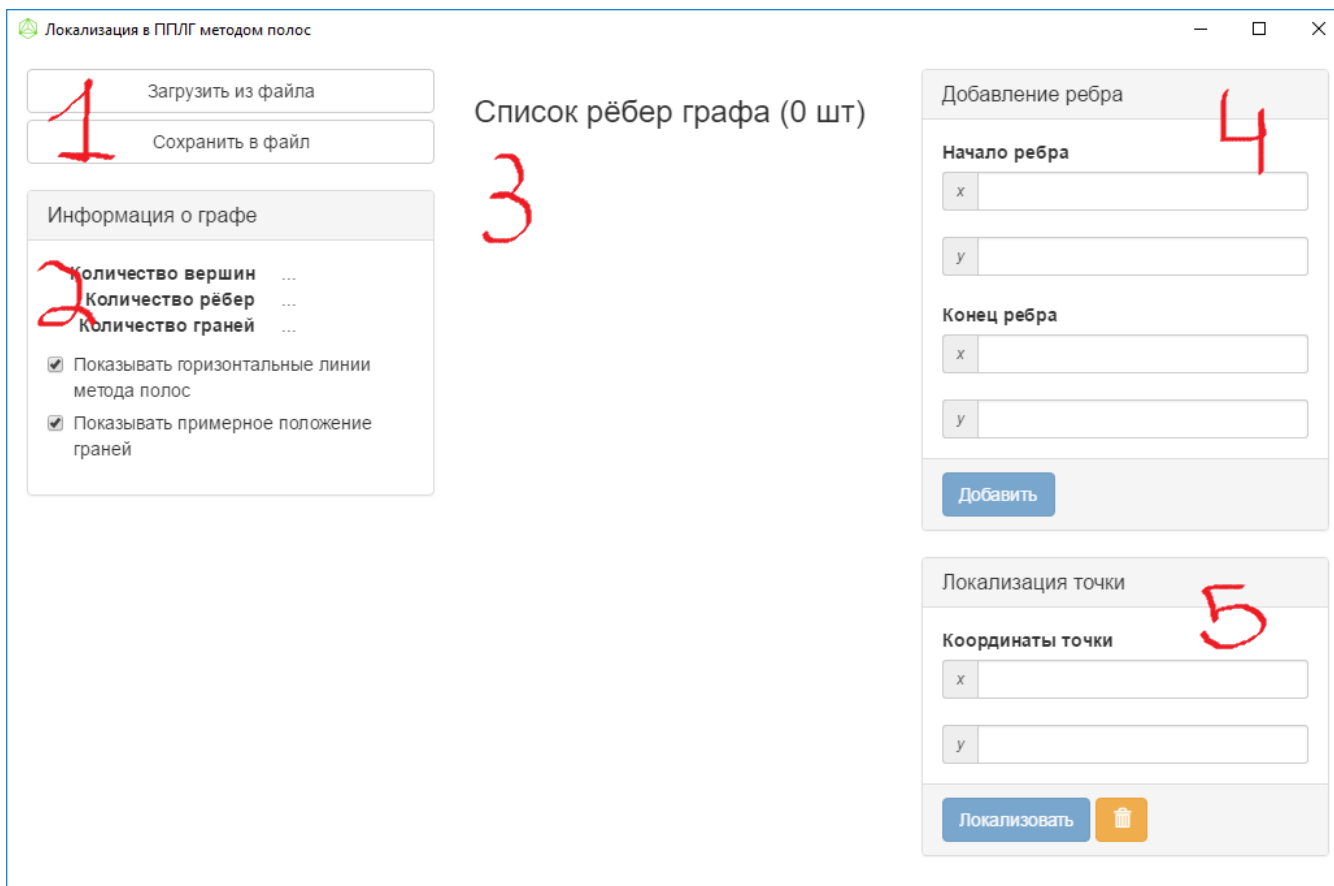 Локализация в ППЛГ методом полос
1
Загрузить из файла
Сохранить в файл
Информация о графе
2
Количество вершин ...
Количество рёбер ...
Количество граней ...
Показывать горизонтальные линии
метода полос
Показывать примерное положение
граней
Список рёбер графа (0 шт)
3
Добавление ребра
4
Начало ребра
x
y
Конец ребра
x
y
Добавить
Локализация точки
5
Координаты точки
x
y
Локализовать